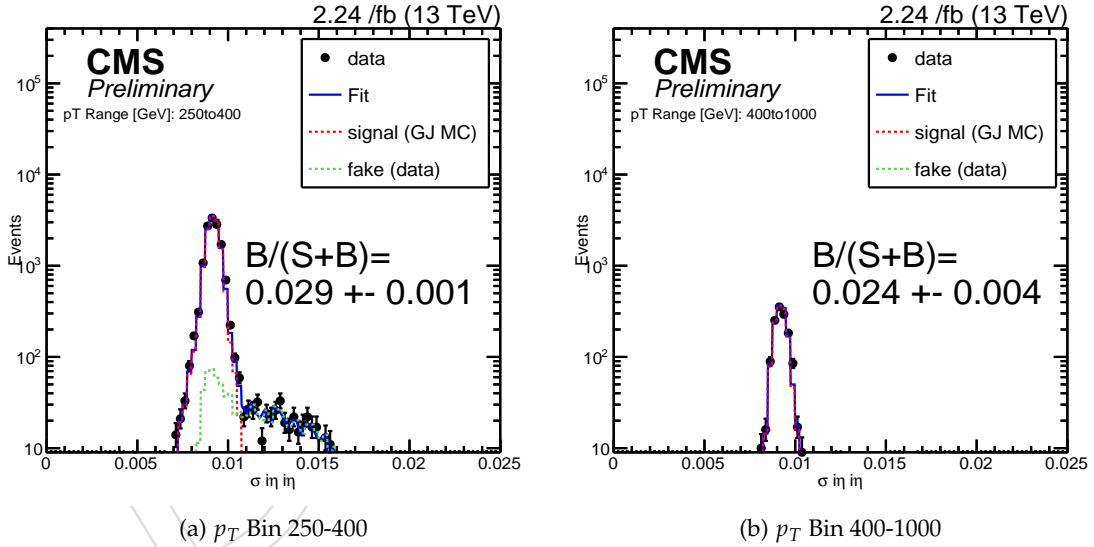 2.24 /fb (13 TeV)
CMS
Preliminary
pT Range [GeV]: 250to400
data
Fit
signal (GJ MC)
fake (data)
B/(S+B)=
0.029 +- 0.001
Events
10^5
10^4
10^3
10^2
10
0 0.005 0.01 0.015 0.02 0.025
σ iη iη
(a) p_T Bin 250-400
2.24 /fb (13 TeV)
CMS
Preliminary
pT Range [GeV]: 400to1000
data
Fit
signal (GJ MC)
fake (data)
B/(S+B)=
0.024 +- 0.004
Events
10^5
10^4
10^3
10^2
10
0 0.005 0.01 0.015 0.02 0.025
σ iη iη
(b) p_T Bin 400-1000